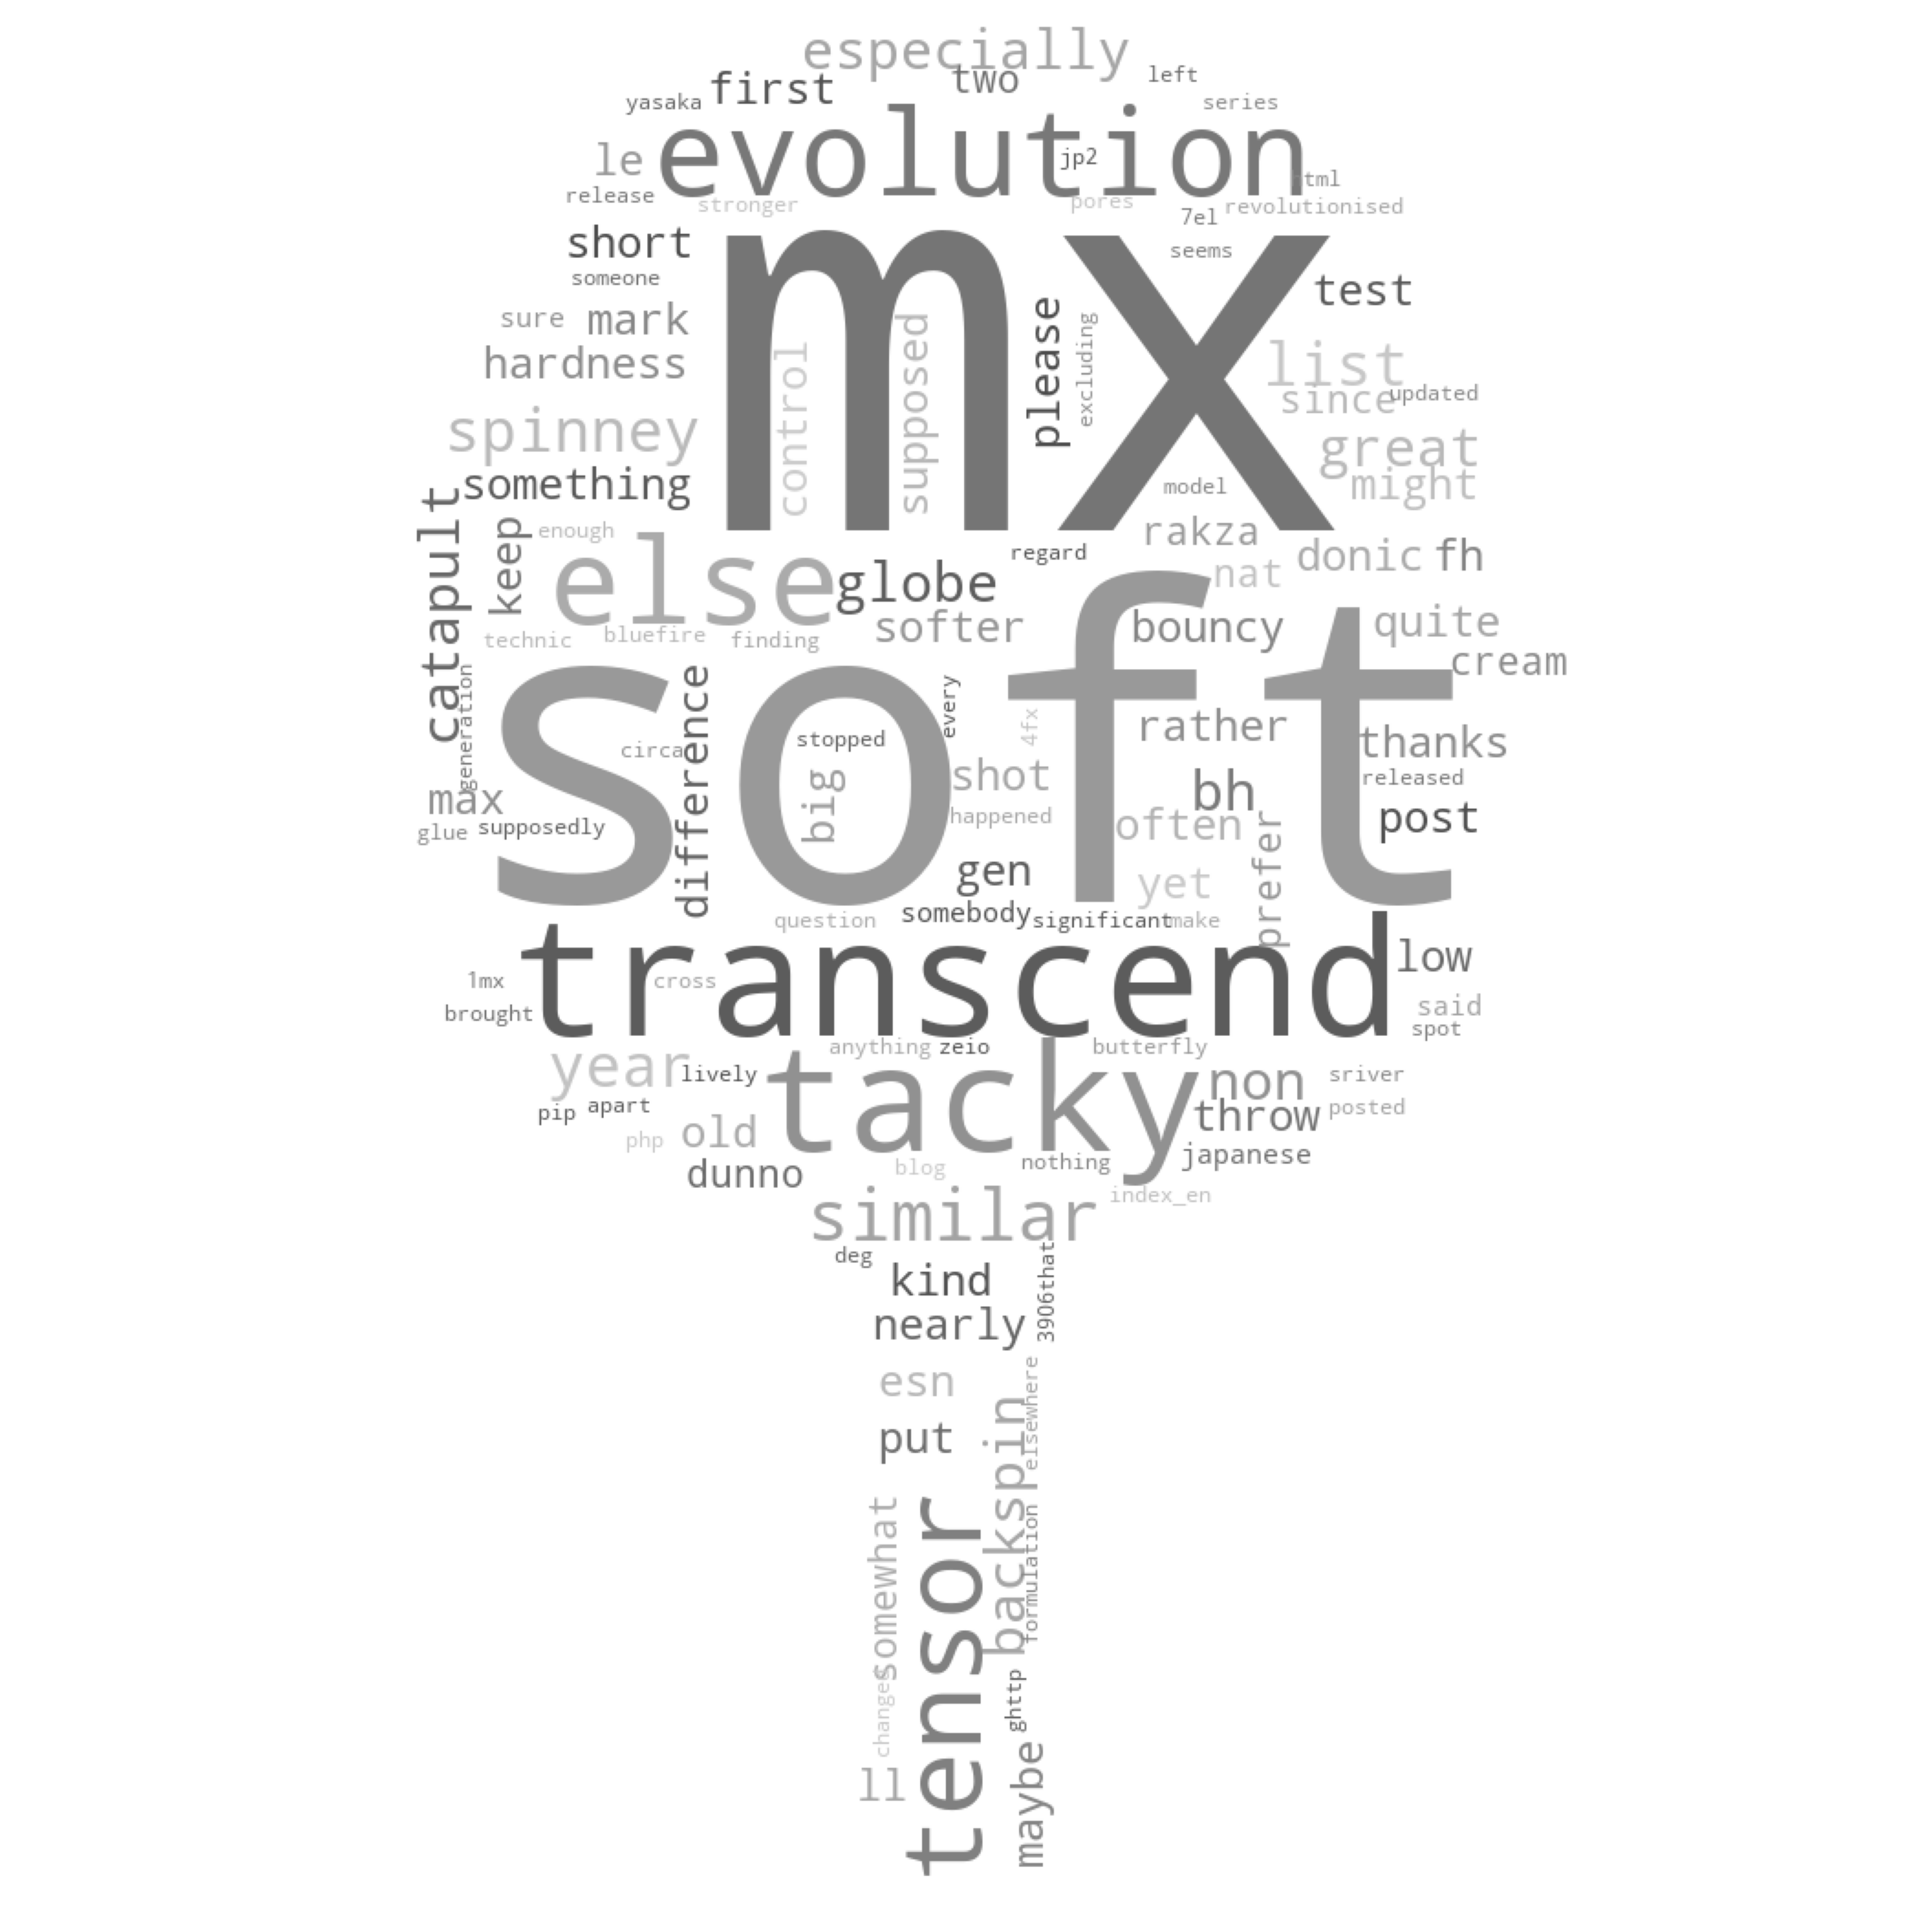 especially
two
left
first
yasaka
series
evolution
jp2
le
html
release
stronger
pores
7el
revolutionised
mx
short
seems
someone
test
sure
mark
please
excluding
supposed
control
hardness
list
since
updated
spinney
great
something
model
might
catapult
keep
enough
rakza
else
globe
regard
nat
donic
fh
softer
bouncy
quite
technic
bluefire
finding
cream
soft
generation
difference
every
4fx
circa
stopped
rather
thanks
big
shot
released
max
bh
glue
supposedly
happened
often
post
gen
yet
prefer
question
somebody
significant
make
transcend
low
1mx
cross
brought
said
spot
year
anything
zeio
butterfly
lively
tacky
non
sriver
pip
apart
throw
posted
php
old
japanese
dunno
blog
nothing
similar
index_en
deg
kind
3906that
nearly
esn
elsewhere
backspin
put
somewhat
tensor
formulation
changes
ghttp
ll
maybe